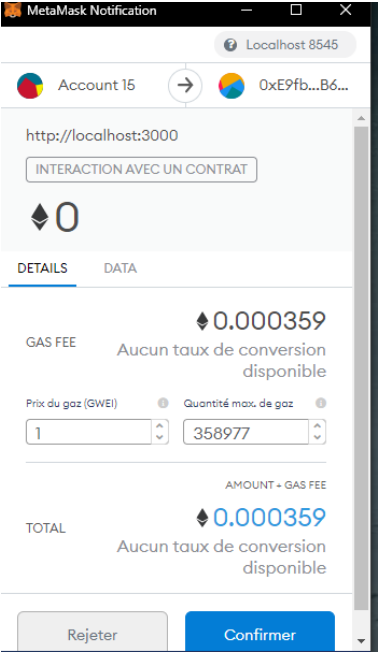 MetaMask Notification
Localhost 8545
Account 15
0xE9fb...B6...
http://localhost:3000
INTERACTION AVEC UN CONTRAT
0
DETAILS DATA
0.000359
GAS FEE
Aucun taux de conversion
disponible
Prix du gaz (GWEI) Quantité max. de gaz
1 358977
AMOUNT + GAS FEE
0.000359
TOTAL
Aucun taux de conversion
disponible
Rejeter Confirmer